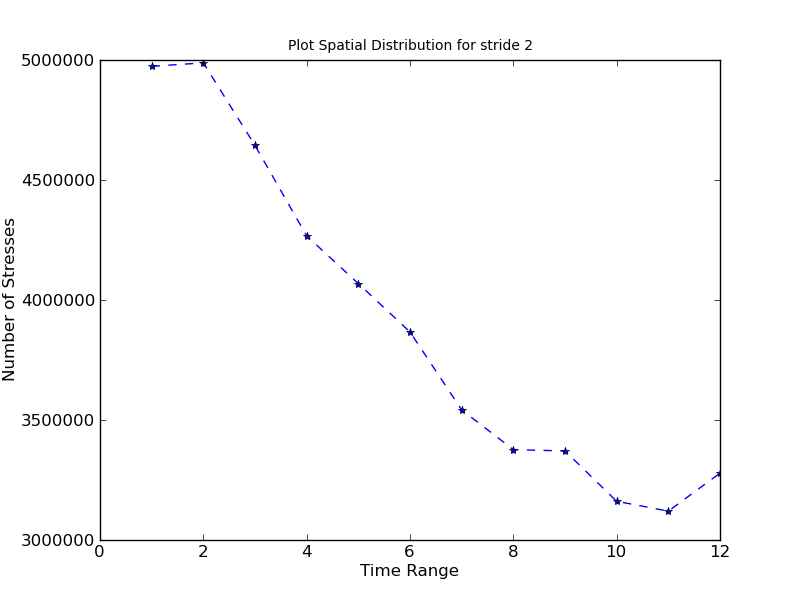 Plot Spatial Distribution for stride 2
5000000
4500000
4000000
3500000
3000000
Number of Stresses
0 2 4 6 8 10 12
Time Range